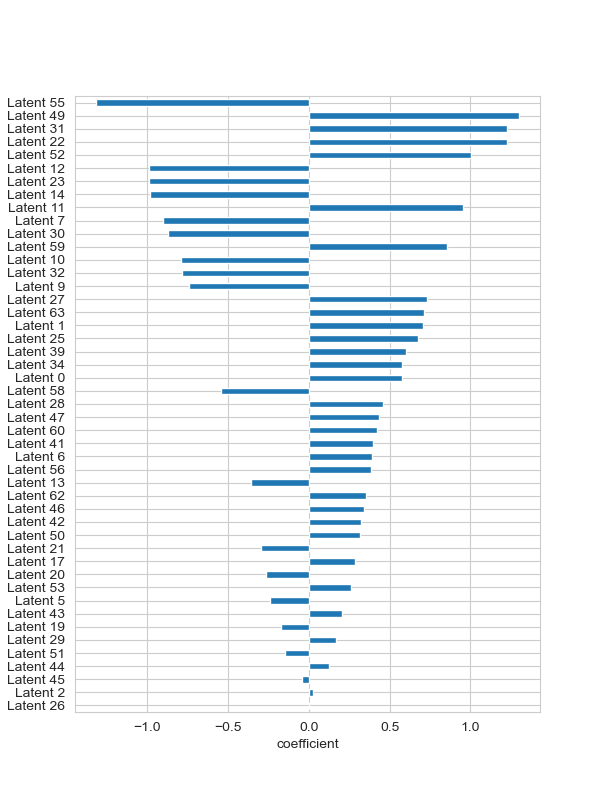 Latent 55
Latent 49
Latent 31
Latent 22
Latent 52
Latent 12
Latent 23
Latent 14
Latent 11
Latent 7
Latent 30
Latent 59
Latent 10
Latent 32
Latent 9
Latent 27
Latent 63
Latent 1
Latent 25
Latent 39
Latent 34
Latent 0
Latent 58
Latent 28
Latent 47
Latent 60
Latent 41
Latent 6
Latent 56
Latent 13
Latent 62
Latent 46
Latent 42
Latent 50
Latent 21
Latent 17
Latent 20
Latent 53
Latent 5
Latent 43
Latent 19
Latent 29
Latent 51
Latent 44
Latent 45
Latent 2
Latent 26
−1.0 −0.5 0.0 0.5 1.0
coefficient